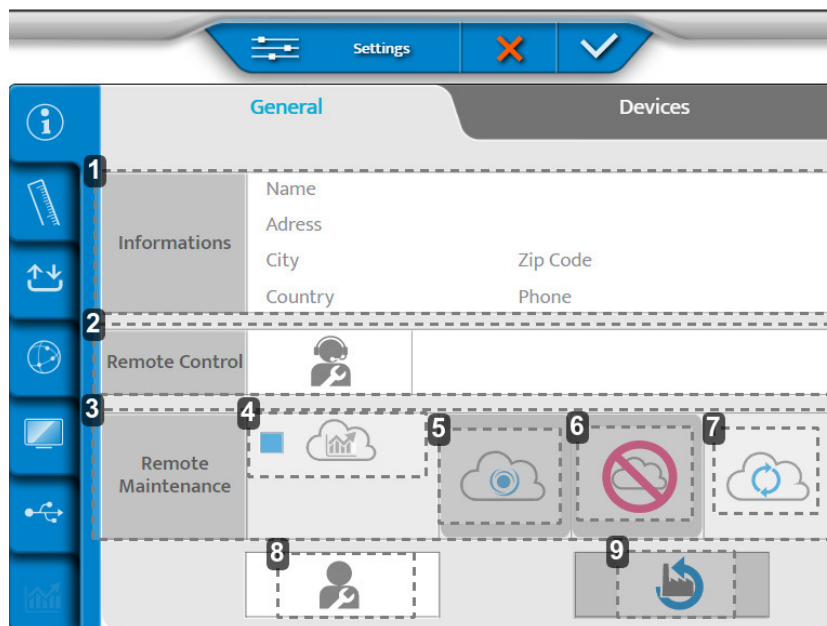 Settings
General
Devices
1
Informations
Name
Adress
City
Zip Code
Country
Phone
2
Remote Control
3
Remote
Maintenance
4
5
6
7
8
9